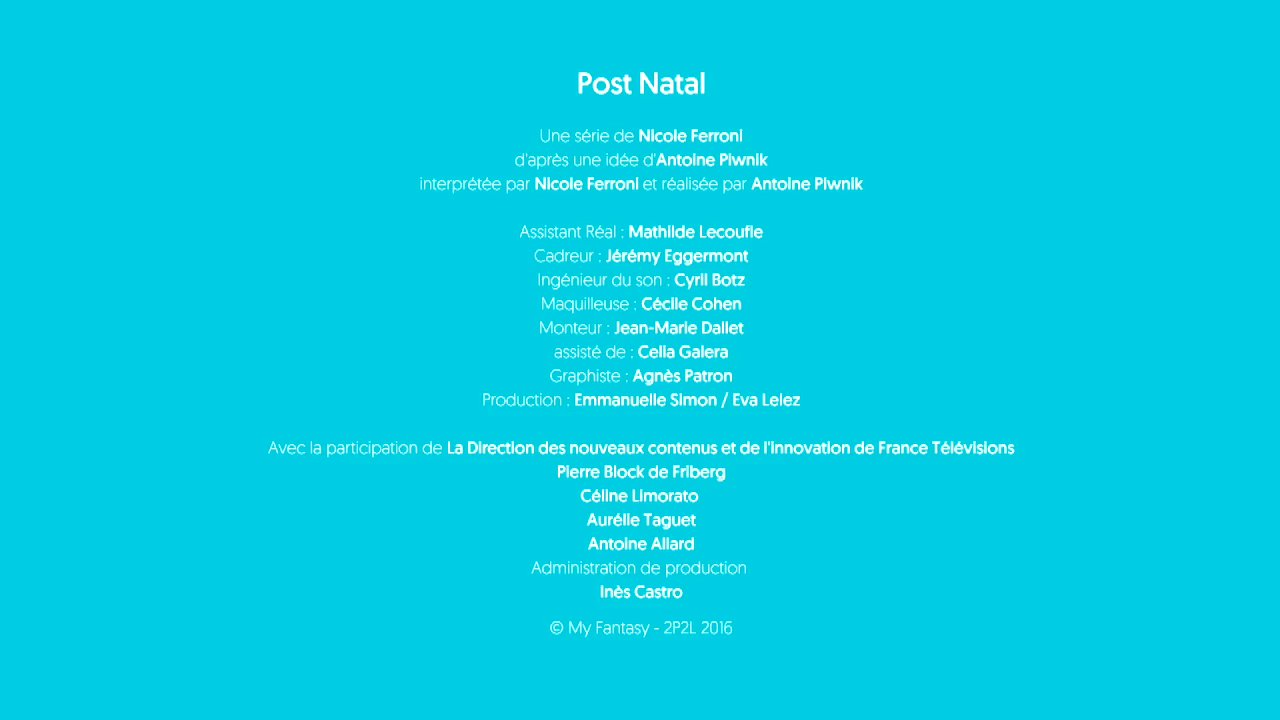 Post Natal
Une série de Nicole Ferroni
d'après une idée d'Antoine Piwnik
interprétée par Nicole Ferroni et réalisée par Antoine Piwnik
Assistant Réal : Mathilde Lecoufle
Cadreur : Jérémy Eggermont
Ingénieur du son : Cyril Botz
Maquilleuse : Cécile Cohen
Monteur : Jean-Marie Dallet
assisté de : Celia Galera
Graphiste : Agnès Patron
Production : Emmanuelle Simon / Eva Lelez
Avec la participation de La Direction des nouveaux contenus et de l'innovation de France Télévisions
Pierre Block de Friberg
Céline Limorato
Aurélie Taguet
Antoine Allard
Administration de production
Inès Castro
© My Fantasy - 2P2L 2016